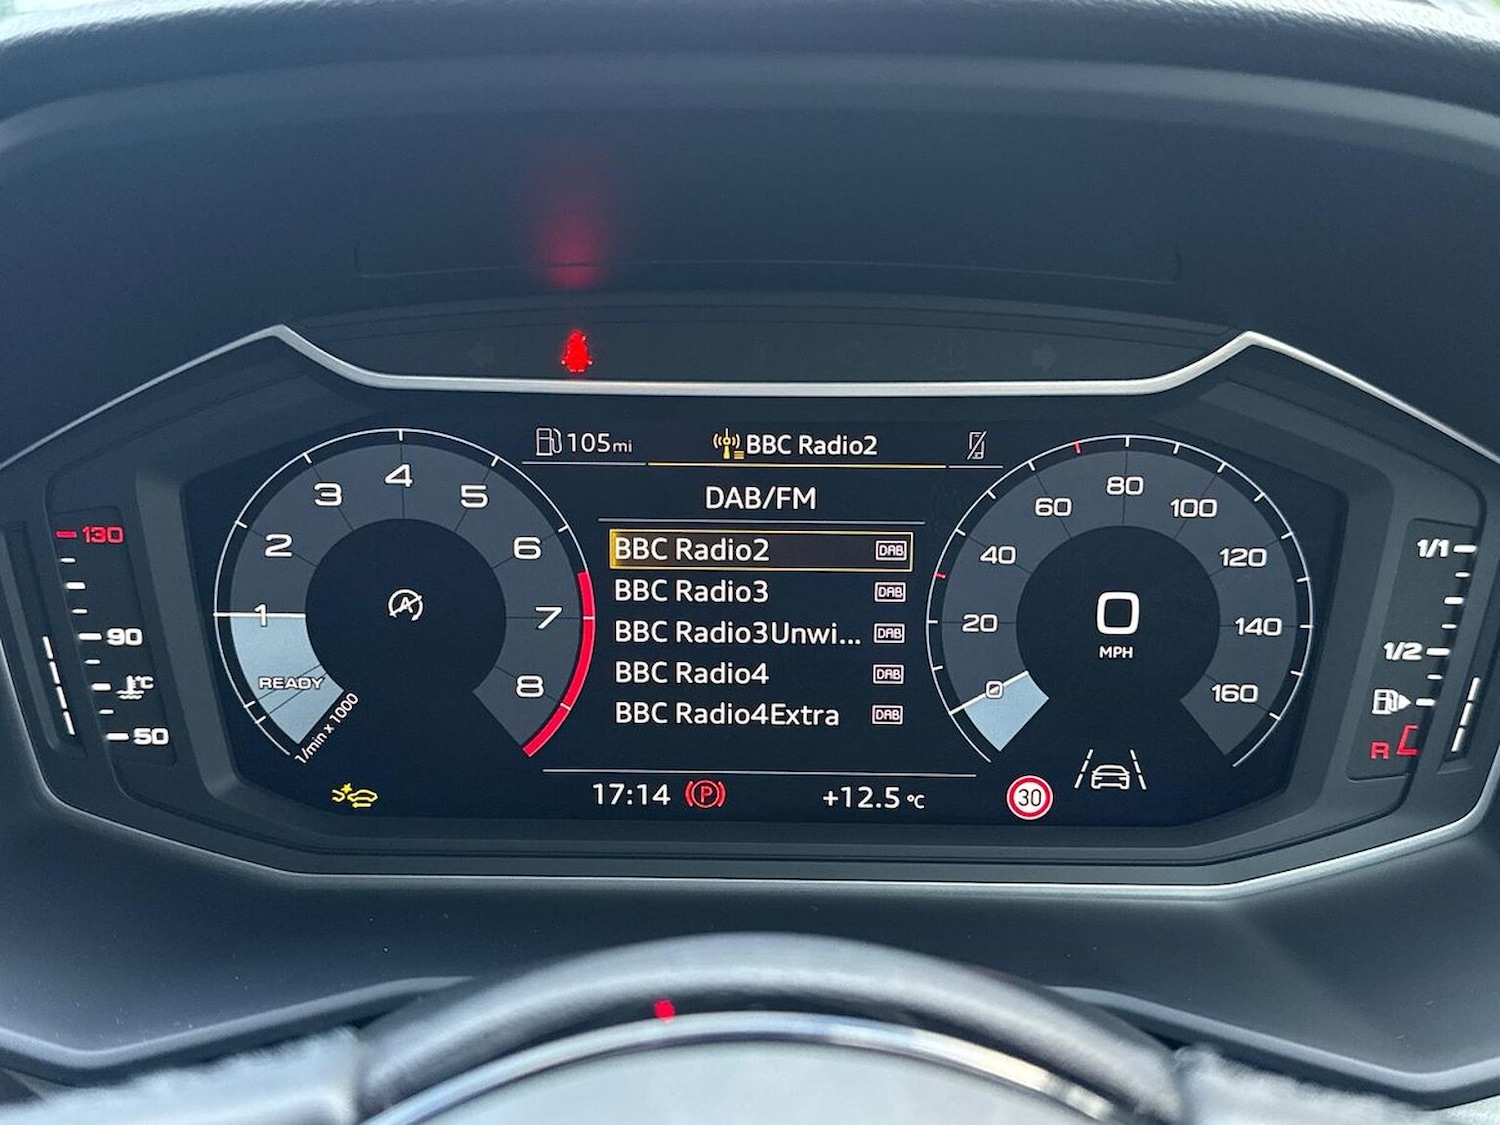 105mi
BBC Radio2
DAB/FM
BBC Radio2 DAB
BBC Radio3 DAB
BBC Radio3Unwi... DAB
BBC Radio4 DAB
BBC Radio4Extra DAB
17:14
P
+12.5 °C
30
1
2
3
4
5
6
7
8
READY
1/min x 1000
A
0
20
40
60
80
100
120
140
160
0
MPH
130
90
°C
50
1/1
1/2
R